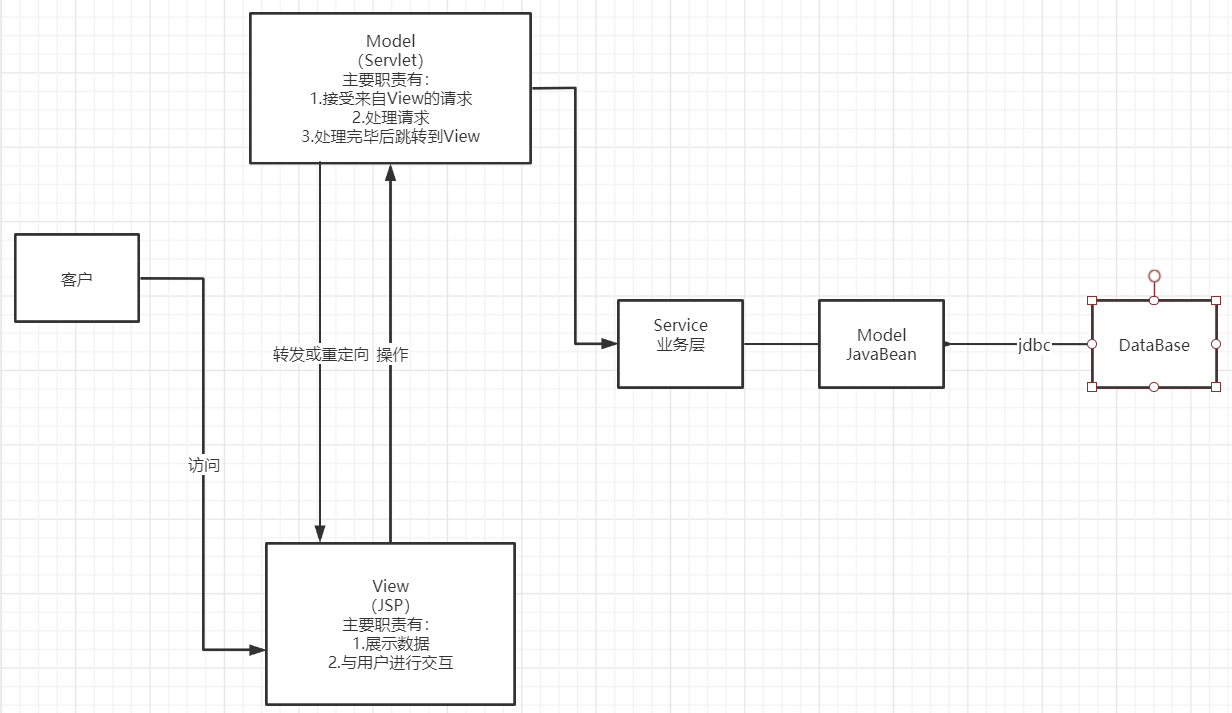 Model
(Servlet)
主要职责有：
1.接受来自View的请求
2.处理请求
3.处理完毕后跳转到View
客户
Service
业务层
Model
JavaBean
jdbc
DataBase
转发或重定向
操作
访问
View
(JSP)
主要职责有：
1.展示数据
2.与用户进行交互